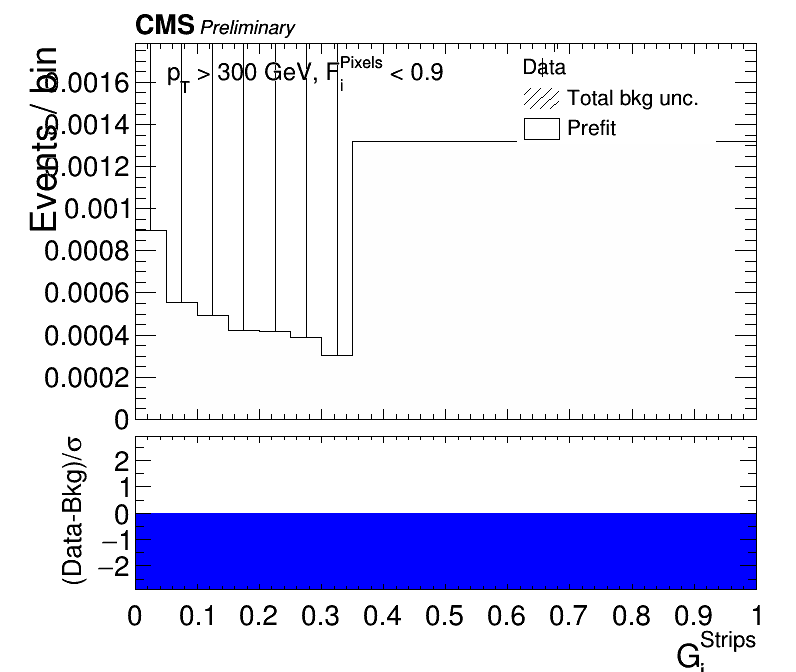 CMS Preliminary
p_T > 300 GeV, F_i^Pixels < 0.9
Data
Total bkg unc.
Prefit
Events / bin
0.0016
0.0014
0.0012
0.001
0.0008
0.0006
0.0004
0.0002
0
(Data-Bkg)/σ
2
1
0
−1
−2
0 0.1 0.2 0.3 0.4 0.5 0.6 0.7 0.8 0.9 1
G_i^Strips